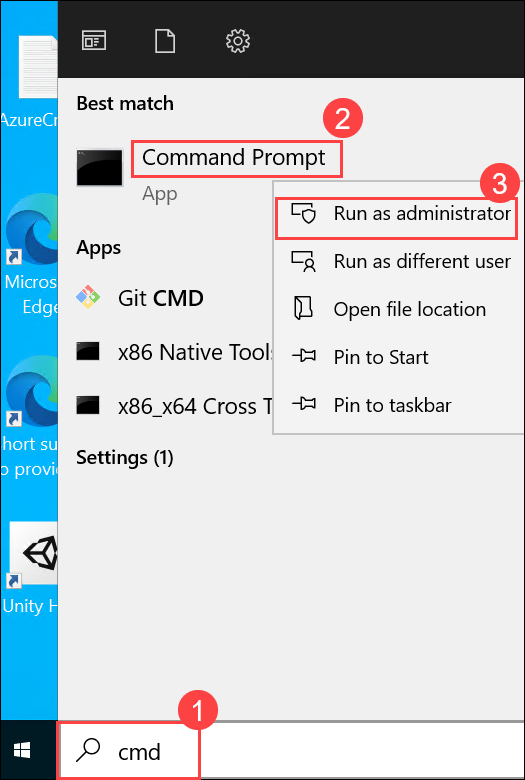 AzureCr
Best match
2
Command Prompt
App
3
Run as administrator
Apps
Run as different user
Microsof
Edge
Git CMD
Open file location
x86 Native Tools
Pin to Start
x86_x64 Cross T
Pin to taskbar
hort su
o provid
Settings (1)
Unity H
1
cmd